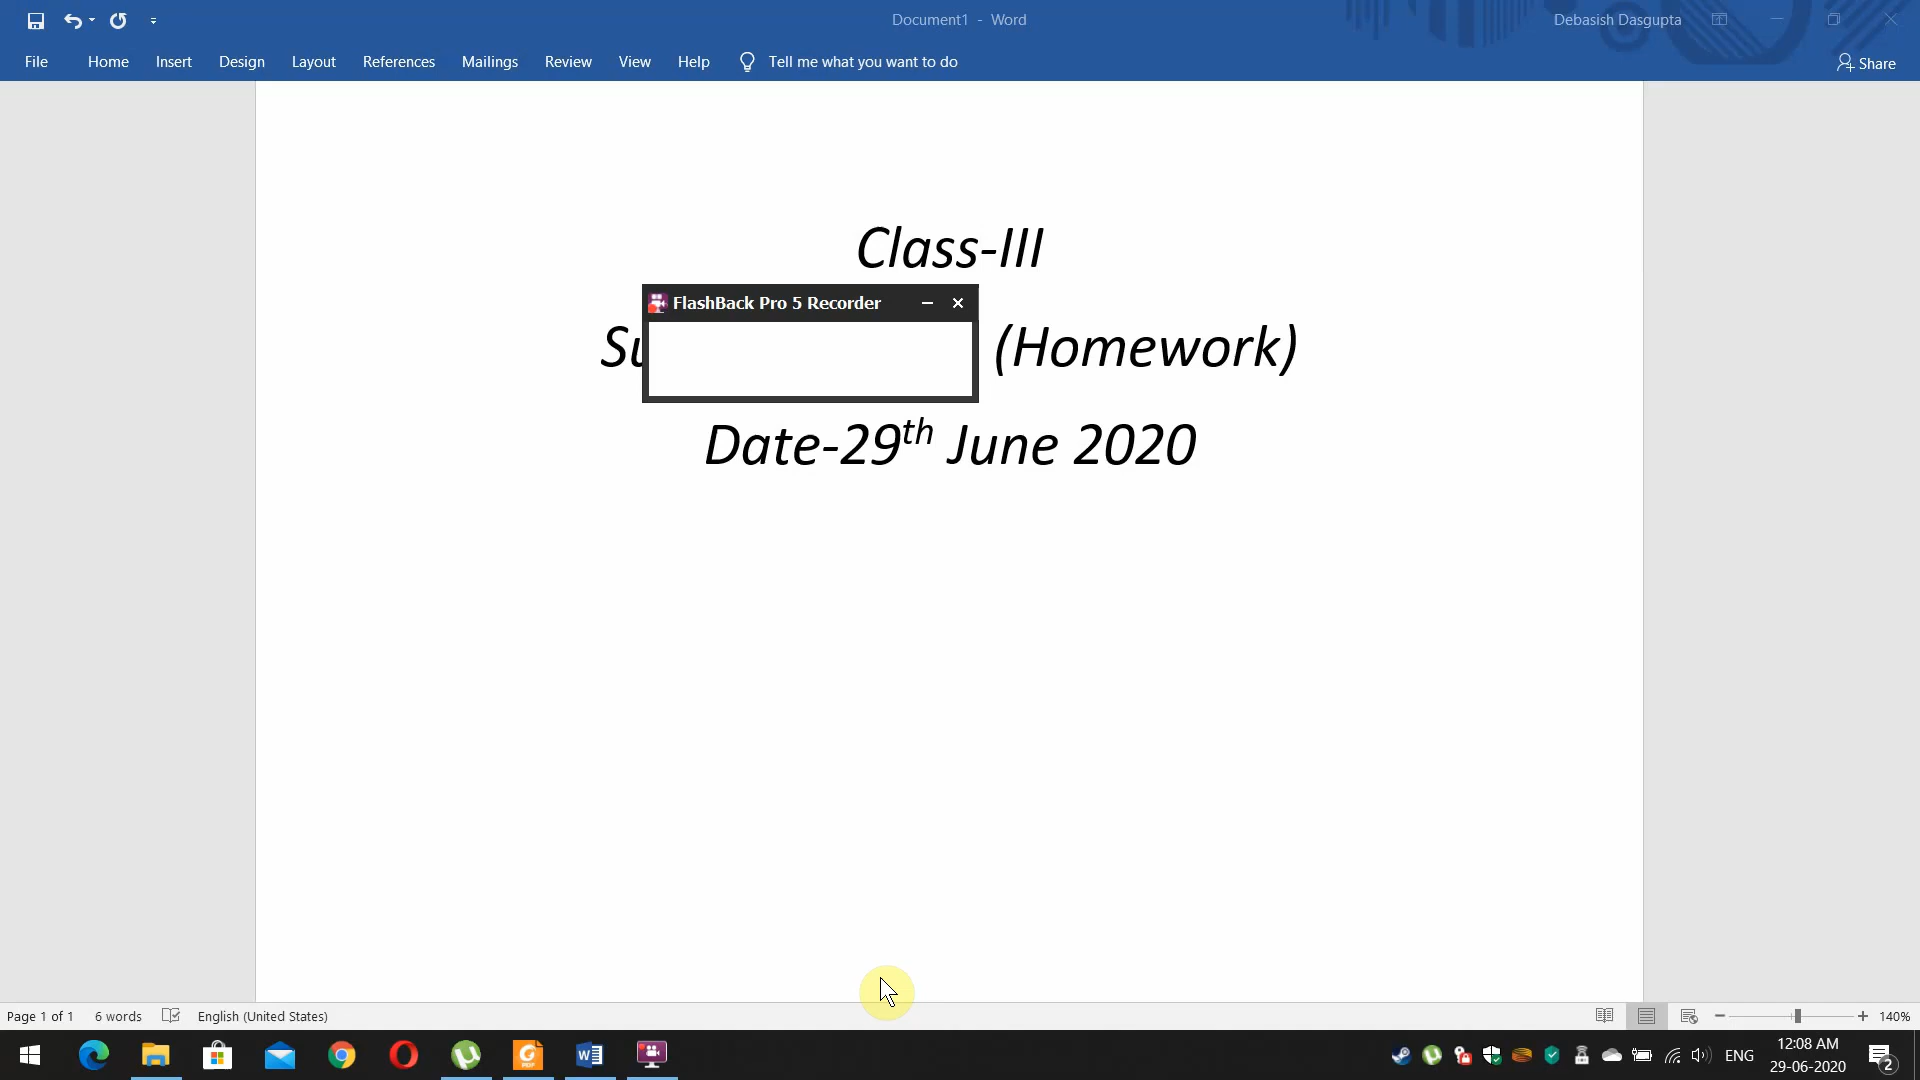 Document1 - Word
Debasish Dasgupta
File Home Insert Design Layout References Mailings Review View Help Tell me what you want to do
Share
Class-III
FlashBack Pro 5 Recorder
(Homework)
Date-29th June 2020
Page 1 of 1 6 words English (United States)
140%
ENG
12:08 AM
29-06-2020
2